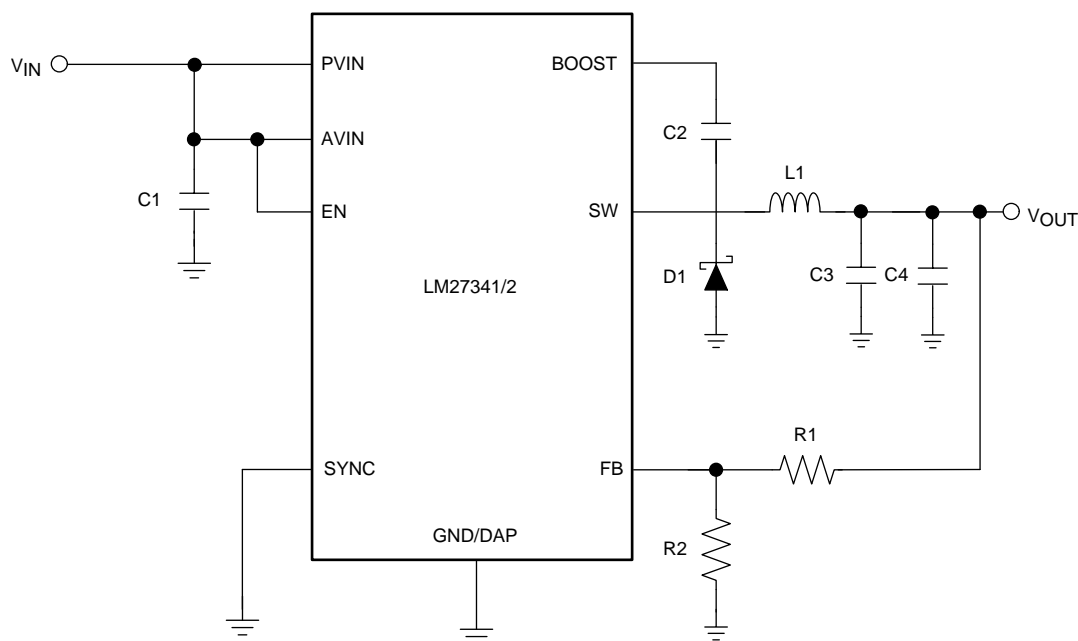 VIN
PVIN
BOOST
C2
AVIN
L1
C1
EN
SW
VOUT
D1
C3
C4
LM27341/2
R1
SYNC
FB
GND/DAP
R2